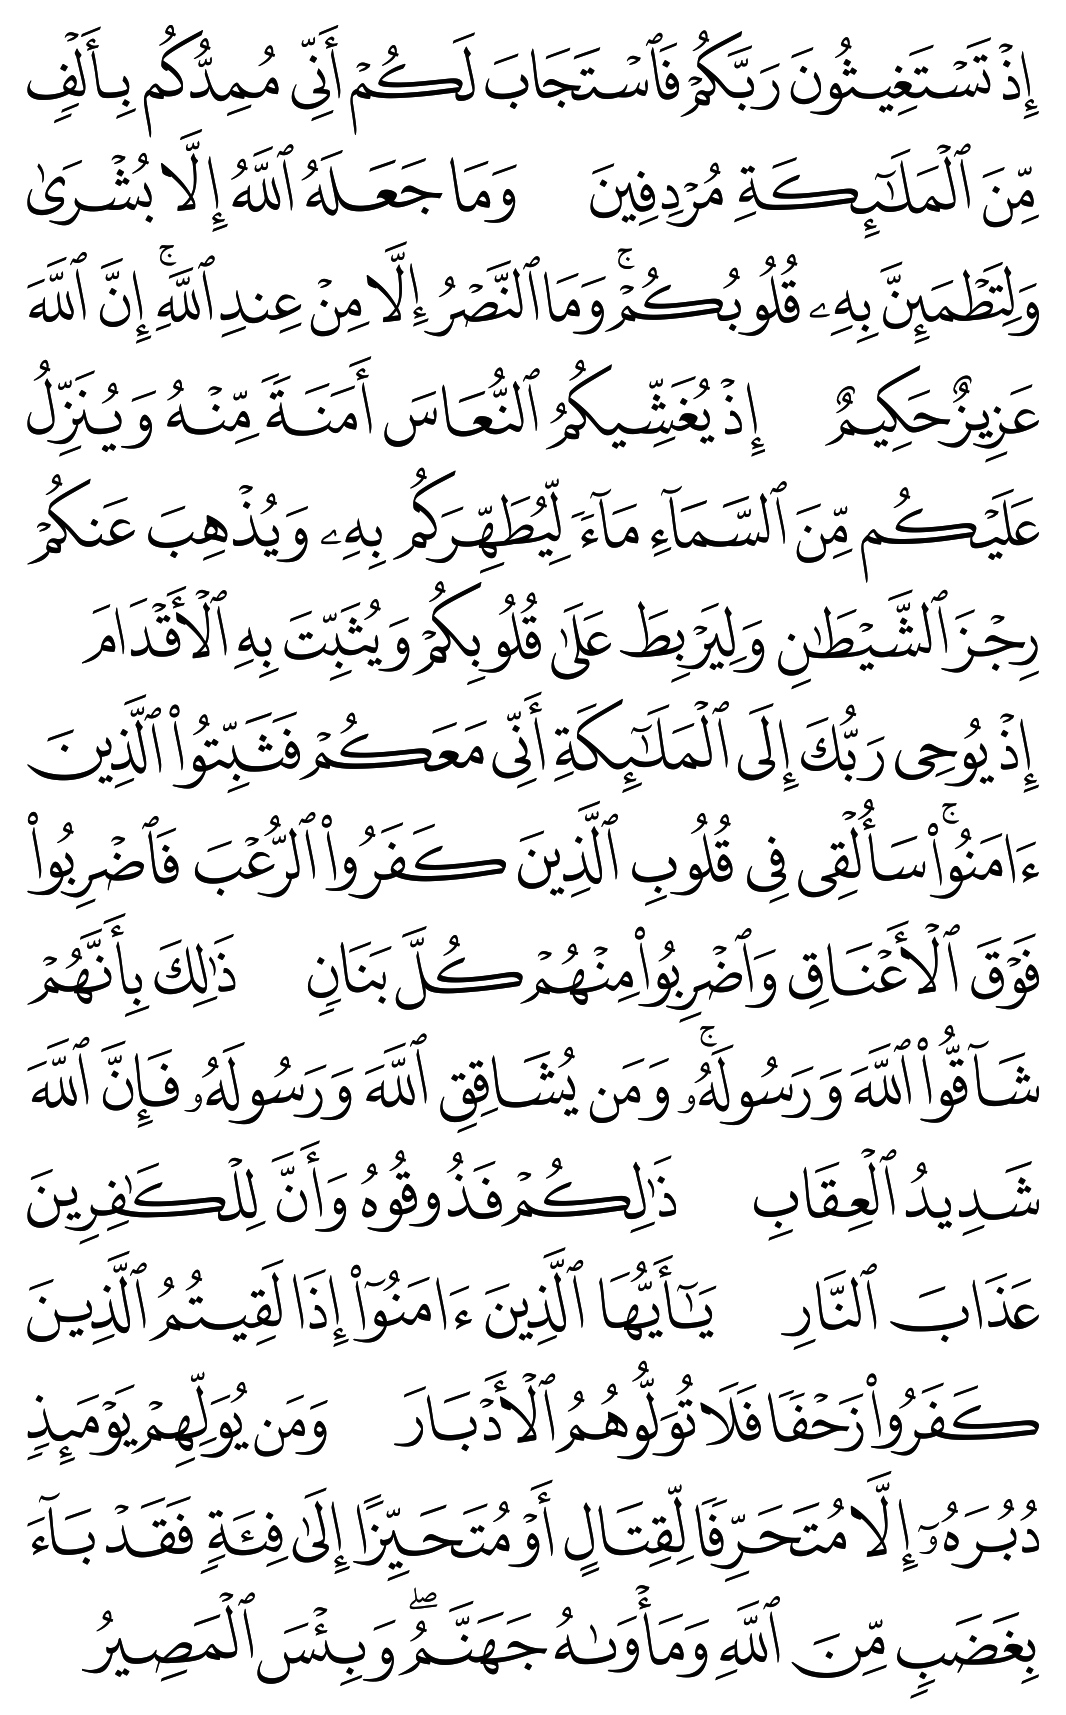 إِذْ تَسْتَغِيثُونَ رَبَّكُمْ فَٱسْتَجَابَ لَكُمْ أَنِّى مُمِدُّكُم بِأَلْفٍ
مِّنَ ٱلْمَلَٰٓئِكَةِ مُرْدِفِينَ وَمَا جَعَلَهُ ٱللَّهُ إِلَّا بُشْرَىٰ
وَلِتَطْمَئِنَّ بِهِۦ قُلُوبُكُمْ ۚ وَمَا ٱلنَّصْرُ إِلَّا مِنْ عِندِ ٱللَّهِ ۚ إِنَّ ٱللَّهَ
عَزِيزٌ حَكِيمٌ إِذْ يُغَشِّيكُمُ ٱلنُّعَاسَ أَمَنَةً مِّنْهُ وَيُنَزِّلُ
عَلَيْكُم مِّنَ ٱلسَّمَآءِ مَآءً لِّيُطَهِّرَكُم بِهِۦ وَيُذْهِبَ عَنكُمْ
رِجْزَ ٱلشَّيْطَٰنِ وَلِيَرْبِطَ عَلَىٰ قُلُوبِكُمْ وَيُثَبِّتَ بِهِ ٱلْأَقْدَامَ
إِذْ يُوحِى رَبُّكَ إِلَى ٱلْمَلَٰٓئِكَةِ أَنِّى مَعَكُمْ فَثَبِّتُوا۟ ٱلَّذِينَ
ءَامَنُوا۟ ۚ سَأُلْقِى فِى قُلُوبِ ٱلَّذِينَ كَفَرُوا۟ ٱلرُّعْبَ فَٱضْرِبُوا۟
فَوْقَ ٱلْأَعْنَاقِ وَٱضْرِبُوا۟ مِنْهُمْ كُلَّ بَنَانٍ ذَٰلِكَ بِأَنَّهُمْ
شَآقُّوا۟ ٱللَّهَ وَرَسُولَهُۥ ۚ وَمَن يُشَاقِقِ ٱللَّهَ وَرَسُولَهُۥ فَإِنَّ ٱللَّهَ
شَدِيدُ ٱلْعِقَابِ ذَٰلِكُمْ فَذُوقُوهُ وَأَنَّ لِلْكَٰفِرِينَ
عَذَابَ ٱلنَّارِ يَٰٓأَيُّهَا ٱلَّذِينَ ءَامَنُوٓا۟ إِذَا لَقِيتُمُ ٱلَّذِينَ
كَفَرُوا۟ زَحْفًا فَلَا تُوَلُّوهُمُ ٱلْأَدْبَارَ وَمَن يُوَلِّهِمْ يَوْمَئِذٍ
دُبُرَهُۥٓ إِلَّا مُتَحَرِّفًا لِّقِتَالٍ أَوْ مُتَحَيِّزًا إِلَىٰ فِئَةٍ فَقَدْ بَآءَ
بِغَضَبٍ مِّنَ ٱللَّهِ وَمَأْوَىٰهُ جَهَنَّمُ ۖ وَبِئْسَ ٱلْمَصِيرُ